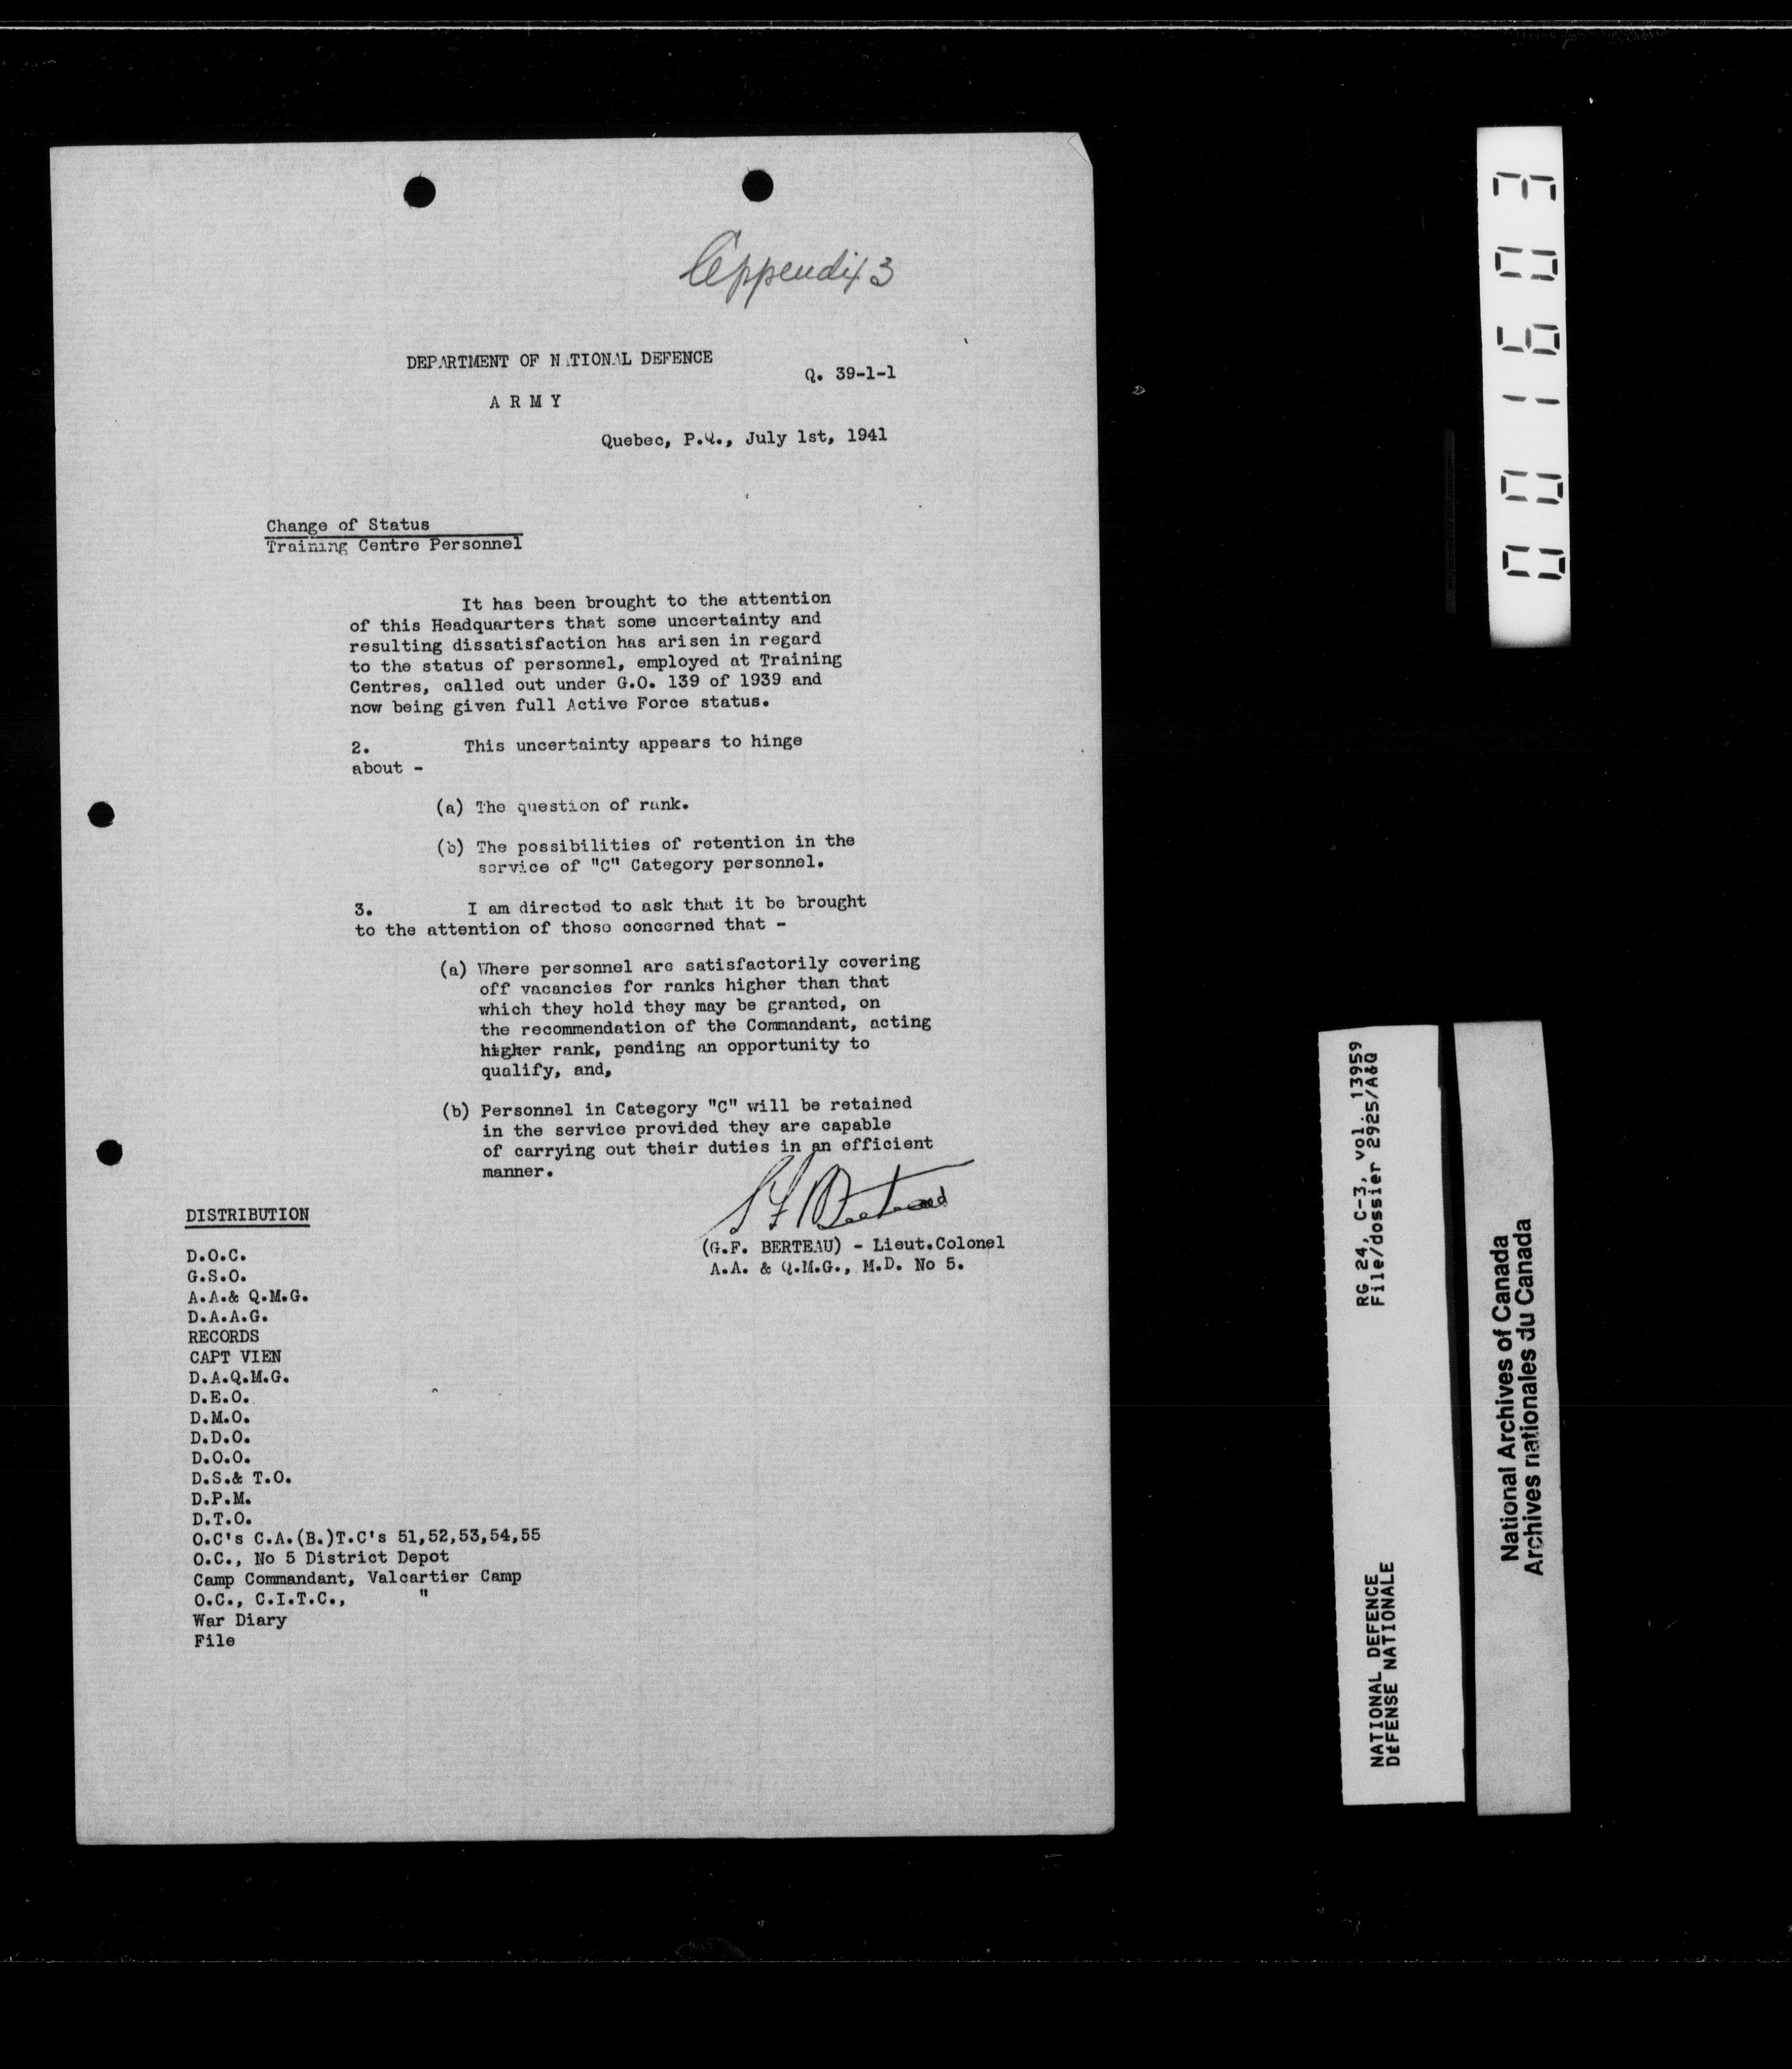 Appendix 3
DEPARTMENT OF NATIONAL DEFENCE
Q. 39-1-1
A R M Y
Quebec, P.Q., July 1st, 1941
Change of Status
Training Centre Personnel
It has been brought to the attention
of this Headquarters that some uncertainty and
resulting dissatisfaction has arisen in regard
to the status of personnel, employed at Training
Centres, called out under G.O. 139 of 1939 and
now being given full Active Force status.
2. This uncertainty appears to hinge
about -
(a) The question of rank.
(b) The possibilities of retention in the
service of "C" Category personnel.
3. I am directed to ask that it be brought
to the attention of those concerned that -
(a) Where personnel are satisfactorily covering
off vacancies for ranks higher than that
which they hold they may be granted, on
the recommendation of the Commandant, acting
higher rank, pending an opportunity to
qualify, and,
(b) Personnel in Category "C" will be retained
in the service provided they are capable
of carrying out their duties in an efficient
manner.
(G.F. BERTEAU) - Lieut.Colonel
A.A. & Q.M.G., M.D. No 5.
DISTRIBUTION
D.O.C.
G.S.O.
A.A.& Q.M.G.
D.A.A.G.
RECORDS
CAPT VIEN
D.A.Q.M.G.
D.E.O.
D.M.O.
D.D.O.
D.O.O.
D.S.& T.O.
D.P.M.
D.T.O.
O.C's C.A.(B.)T.C's 51,52,53,54,55
O.C., No 5 District Depot
Camp Commandant, Valcartier Camp
O.C., C.I.T.C., "
War Diary
File
001603
RG 24, C-3, vol. 13959
File/dossier 2925/A&Q
NATIONAL DEFENCE
DéFENSE NATIONALE
National Archives of Canada
Archives nationales du Canada